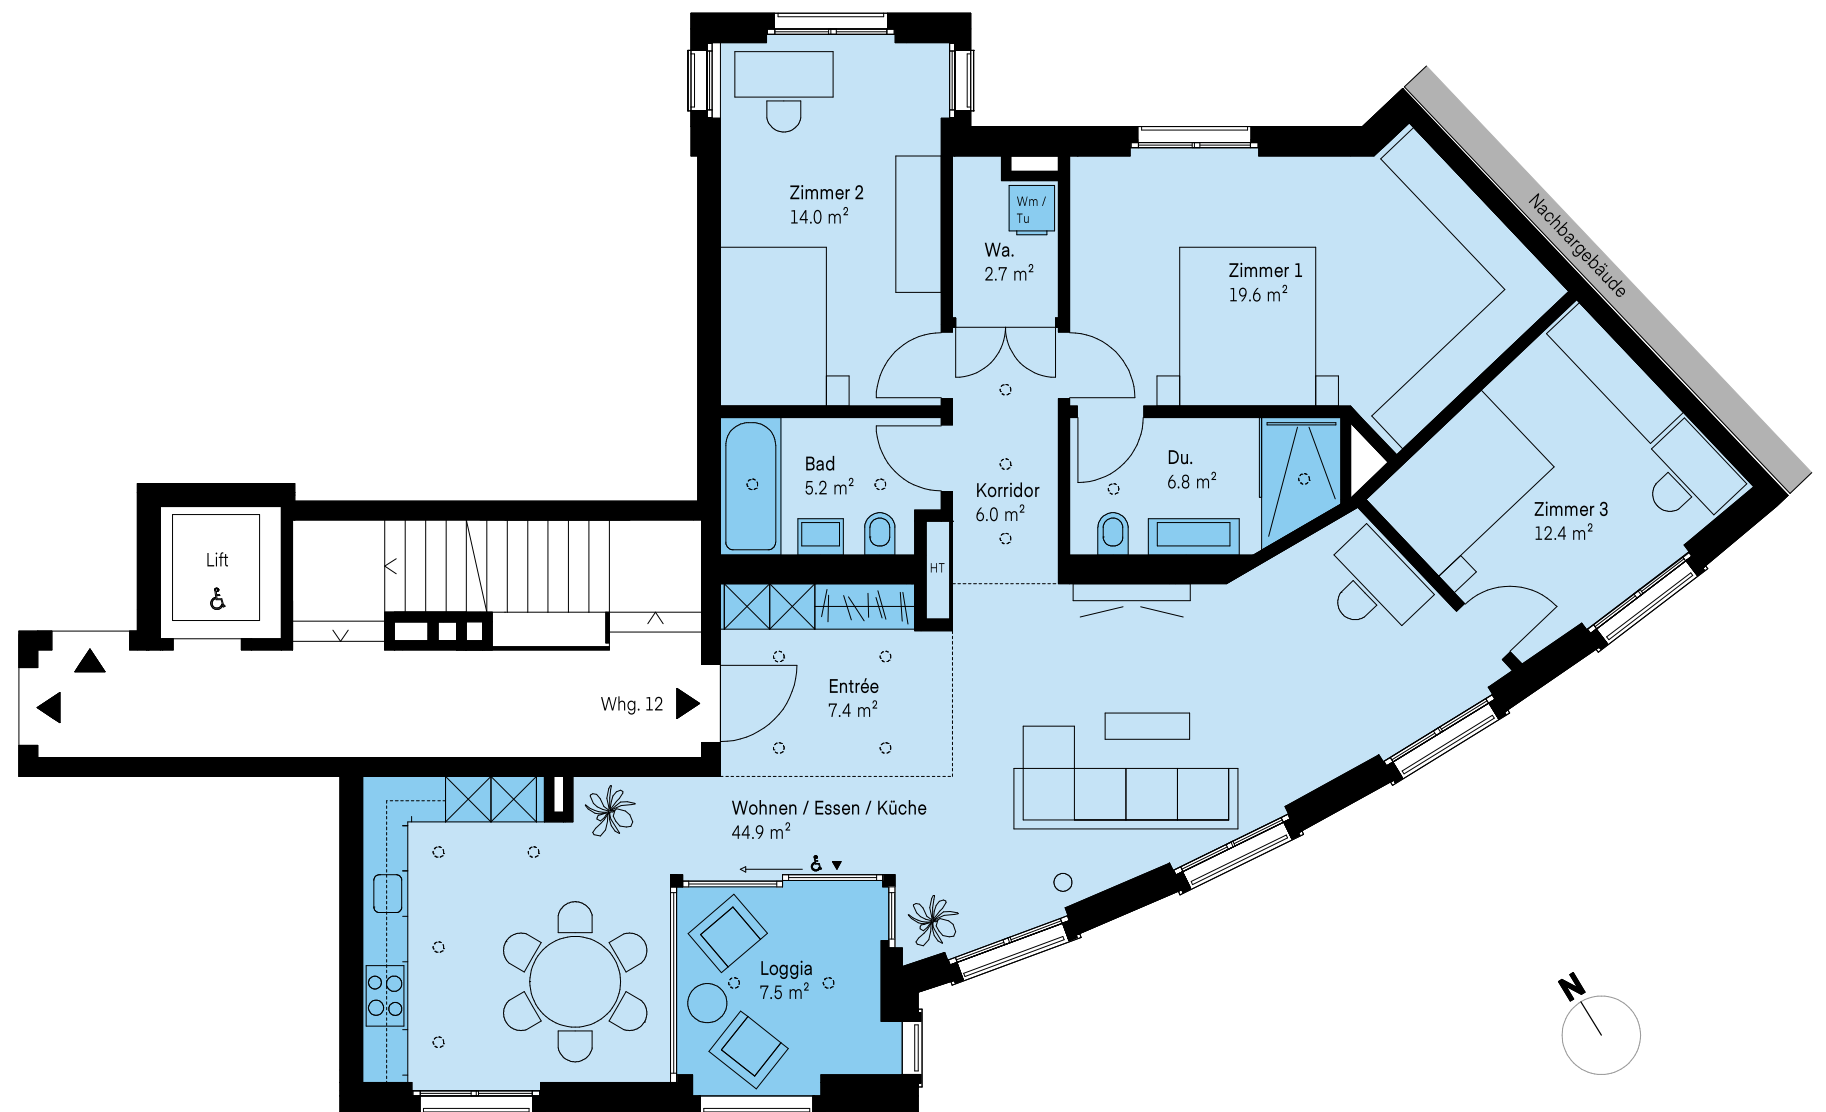 Zimmer 2
14.0 m²
Wm /
Tu
Wa.
2.7 m²
Zimmer 1
19.6 m²
Nachbargebäude
Bad
5.2 m²
Du.
6.8 m²
Korridor
6.0 m²
Zimmer 3
12.4 m²
Lift
HT
Entrée
7.4 m²
Whg. 12
Wohnen / Essen / Küche
44.9 m²
Loggia
7.5 m²
N